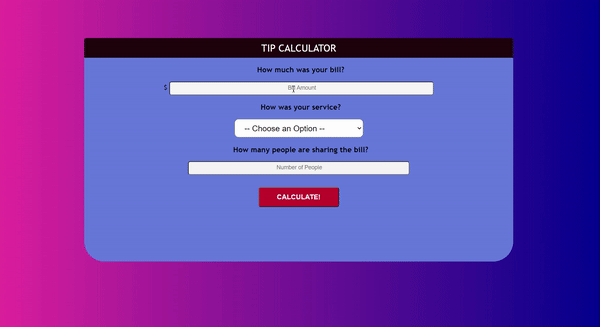 TIP CALCULATOR
How much was your bill?
$ Bill Amount
How was your service?
-- Choose an Option --
How many people are sharing the bill?
Number of People
CALCULATE!